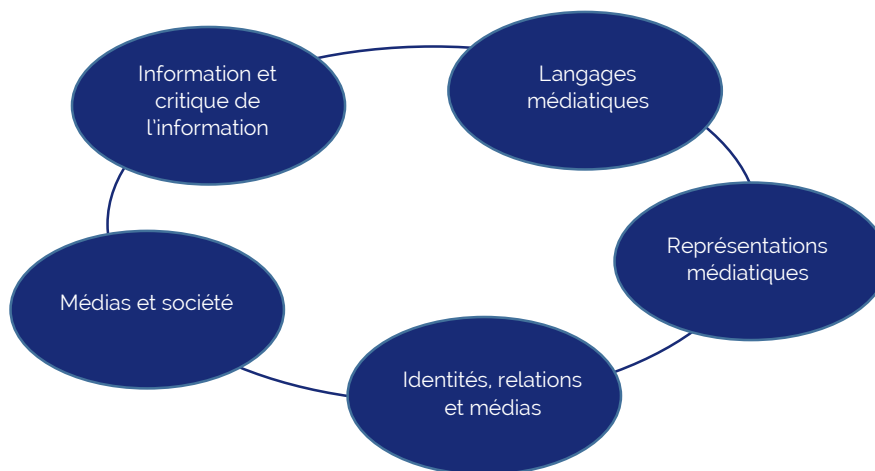 Information et
critique de
l'information
Langages
médiatiques
Représentations
médiatiques
Identités, relations
et médias
Médias et société